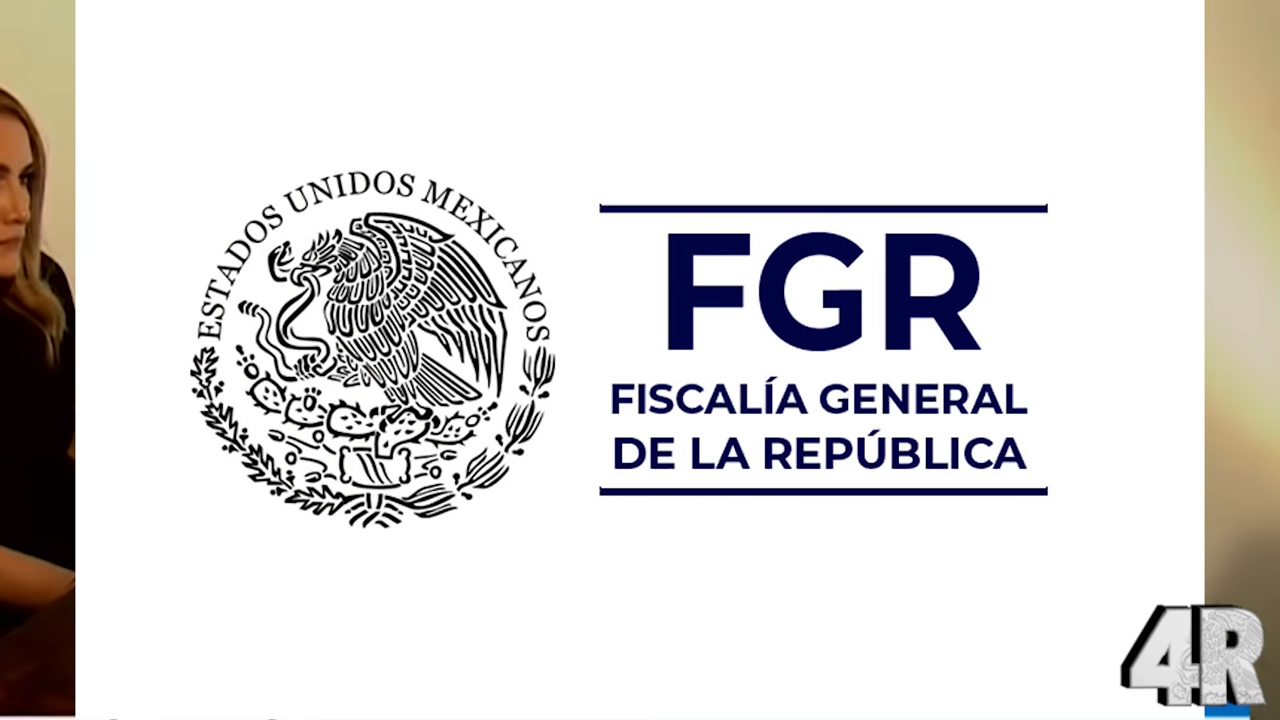 ESTADOS UNIDOS MEXICANOS
FGR
FISCALÍA GENERAL
DE LA REPÚBLICA
4R